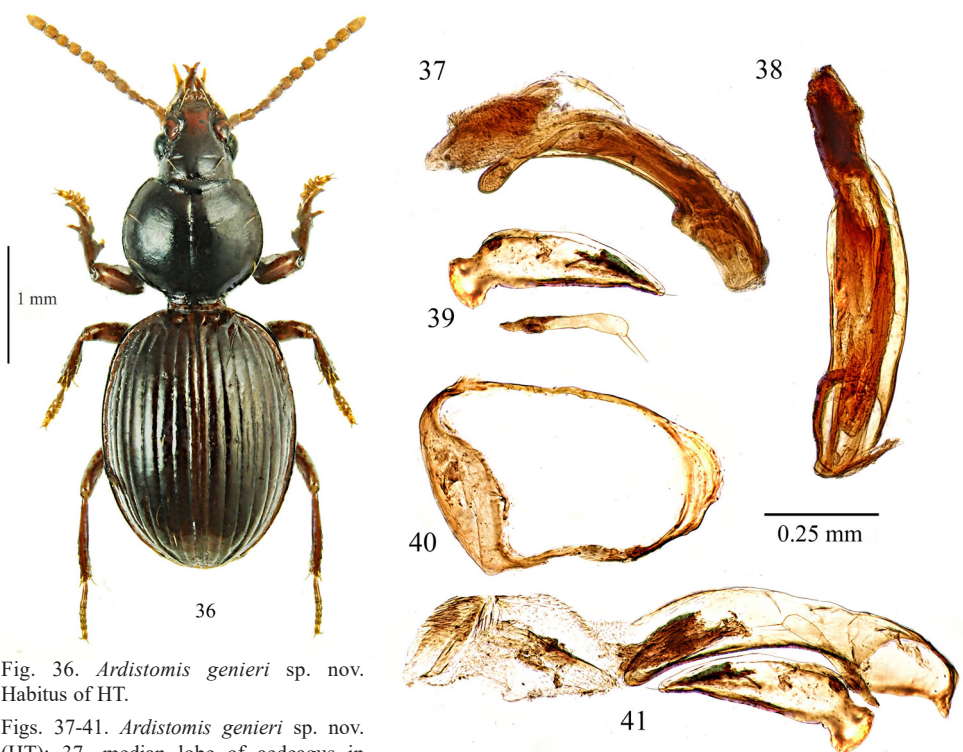 37
38
1 mm
39
40
0.25 mm
36
41
Fig. 36. Ardistomis genieri sp. nov.
Habitus of HT.
Figs. 37-41. Ardistomis genieri sp. nov.
(HT): 37, median lobe of aedeagus in